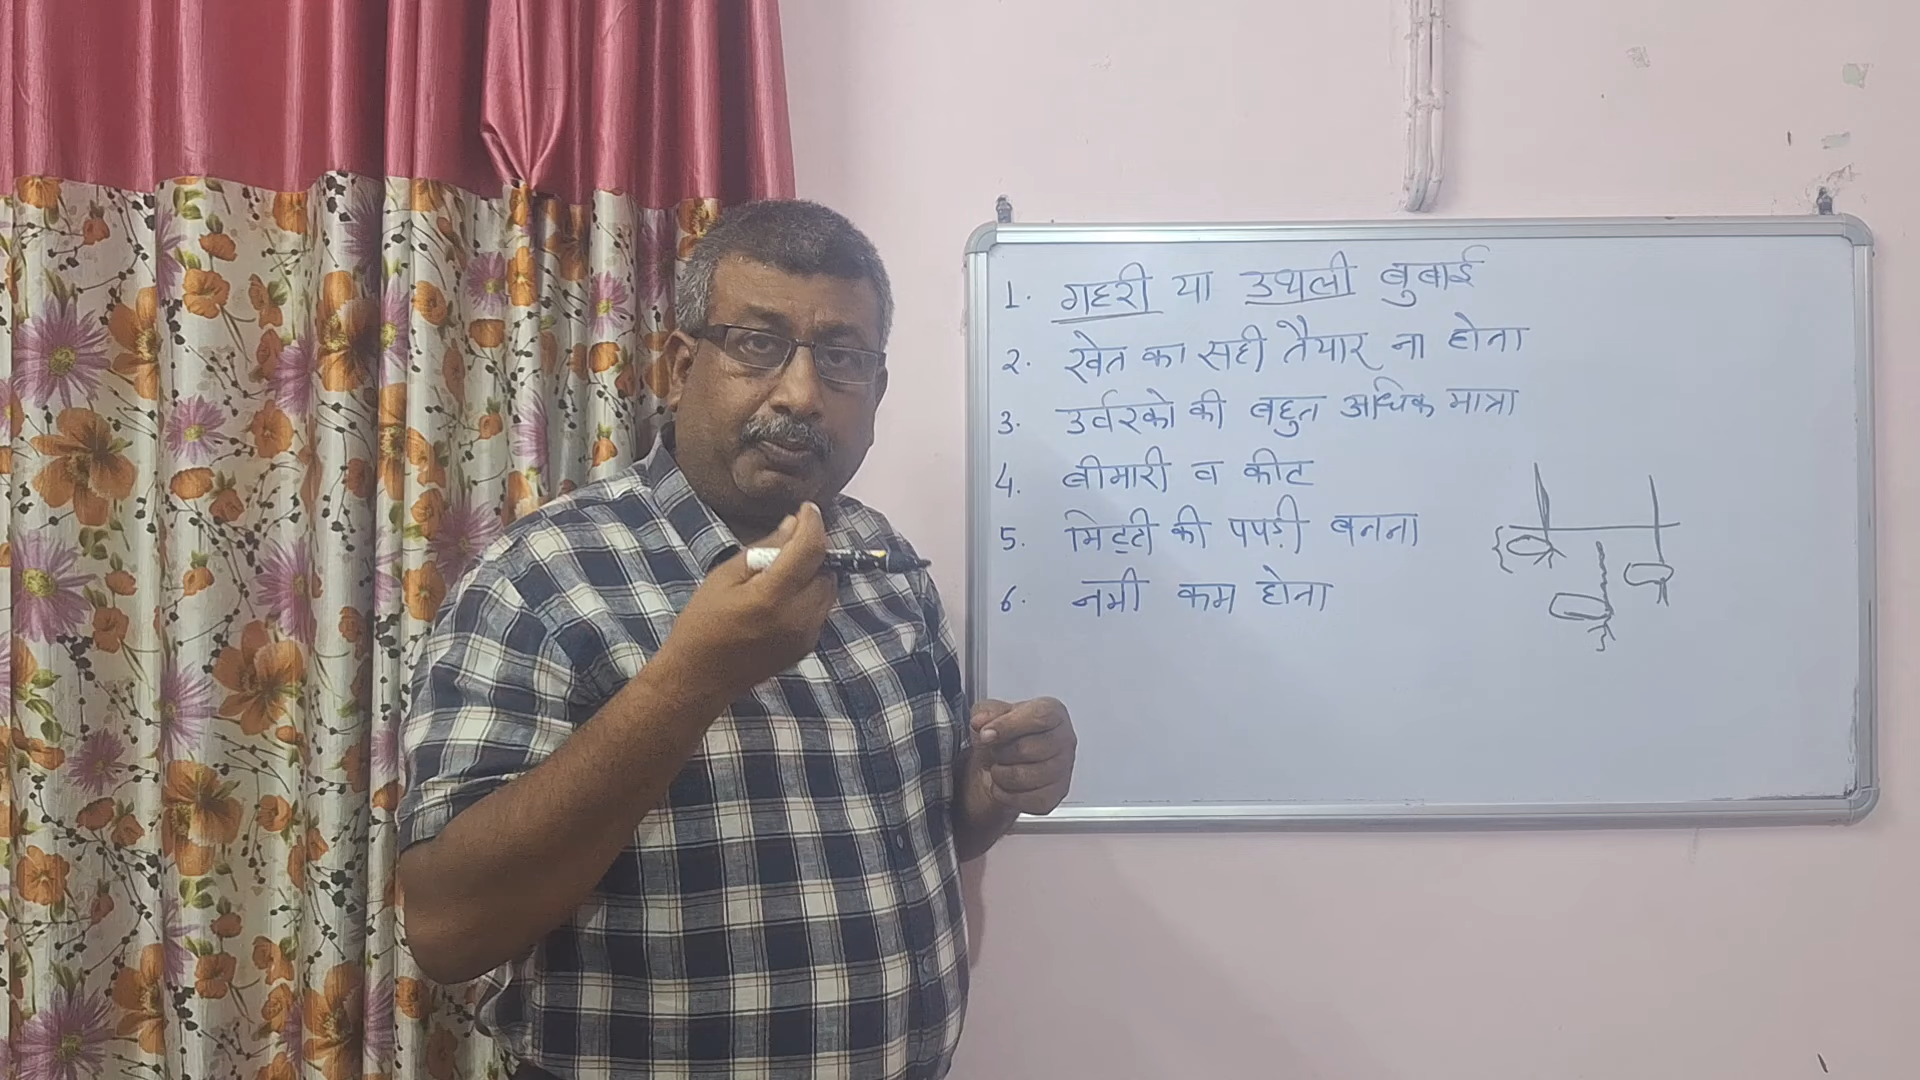 1. गहरी या उथली बुबाई
2. खेत का सही तैयार ना होना
3. उर्वरको की बहुत अधिक मात्रा
4. बीमारी व कीट
5. मिट्टी की पपड़ी बनना
6. नमी कम होना